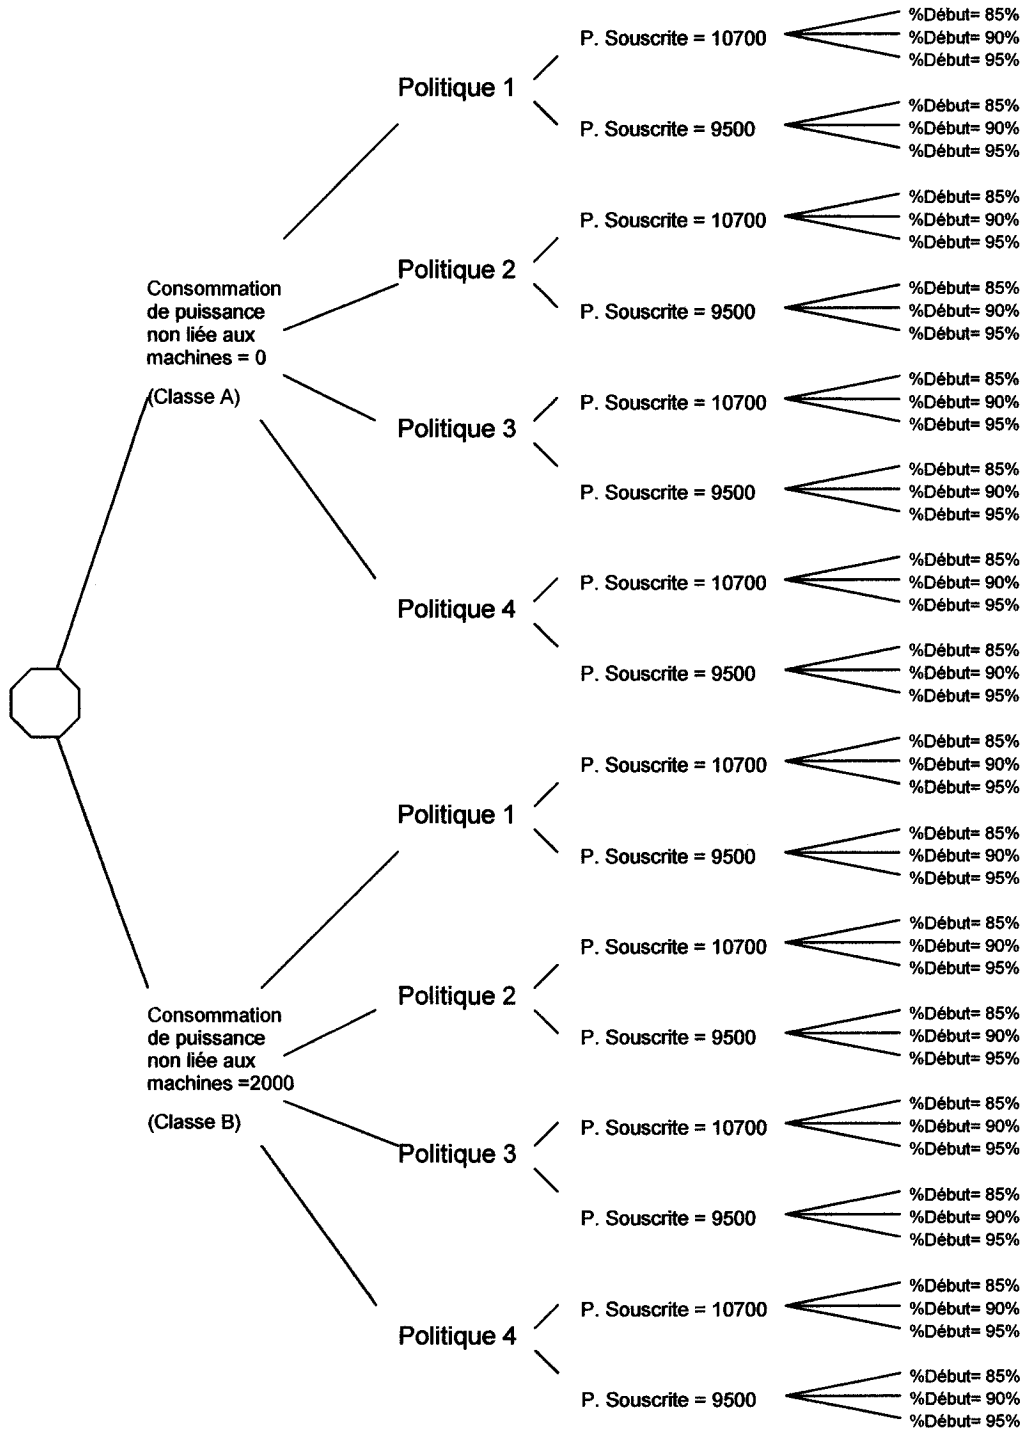 %Début= 85%
P. Souscrite = 10700
%Début= 90%
%Début= 95%
Politique 1
%Début= 85%
P. Souscrite = 9500
%Début= 90%
%Début= 95%
%Début= 85%
P. Souscrite = 10700
%Début= 90%
%Début= 95%
Politique 2
%Début= 85%
P. Souscrite = 9500
%Début= 90%
%Début= 95%
Consommation
de puissance
non liée aux
machines = 0
(Classe A)
%Début= 85%
P. Souscrite = 10700
%Début= 90%
%Début= 95%
Politique 3
%Début= 85%
P. Souscrite = 9500
%Début= 90%
%Début= 95%
%Début= 85%
P. Souscrite = 10700
%Début= 90%
%Début= 95%
Politique 4
%Début= 85%
P. Souscrite = 9500
%Début= 90%
%Début= 95%
%Début= 85%
P. Souscrite = 10700
%Début= 90%
%Début= 95%
Politique 1
%Début= 85%
P. Souscrite = 9500
%Début= 90%
%Début= 95%
%Début= 85%
P. Souscrite = 10700
%Début= 90%
%Début= 95%
Politique 2
%Début= 85%
P. Souscrite = 9500
%Début= 90%
%Début= 95%
Consommation
de puissance
non liée aux
machines =2000
(Classe B)
%Début= 85%
P. Souscrite = 10700
%Début= 90%
%Début= 95%
Politique 3
%Début= 85%
P. Souscrite = 9500
%Début= 90%
%Début= 95%
%Début= 85%
P. Souscrite = 10700
%Début= 90%
%Début= 95%
Politique 4
%Début= 85%
P. Souscrite = 9500
%Début= 90%
%Début= 95%